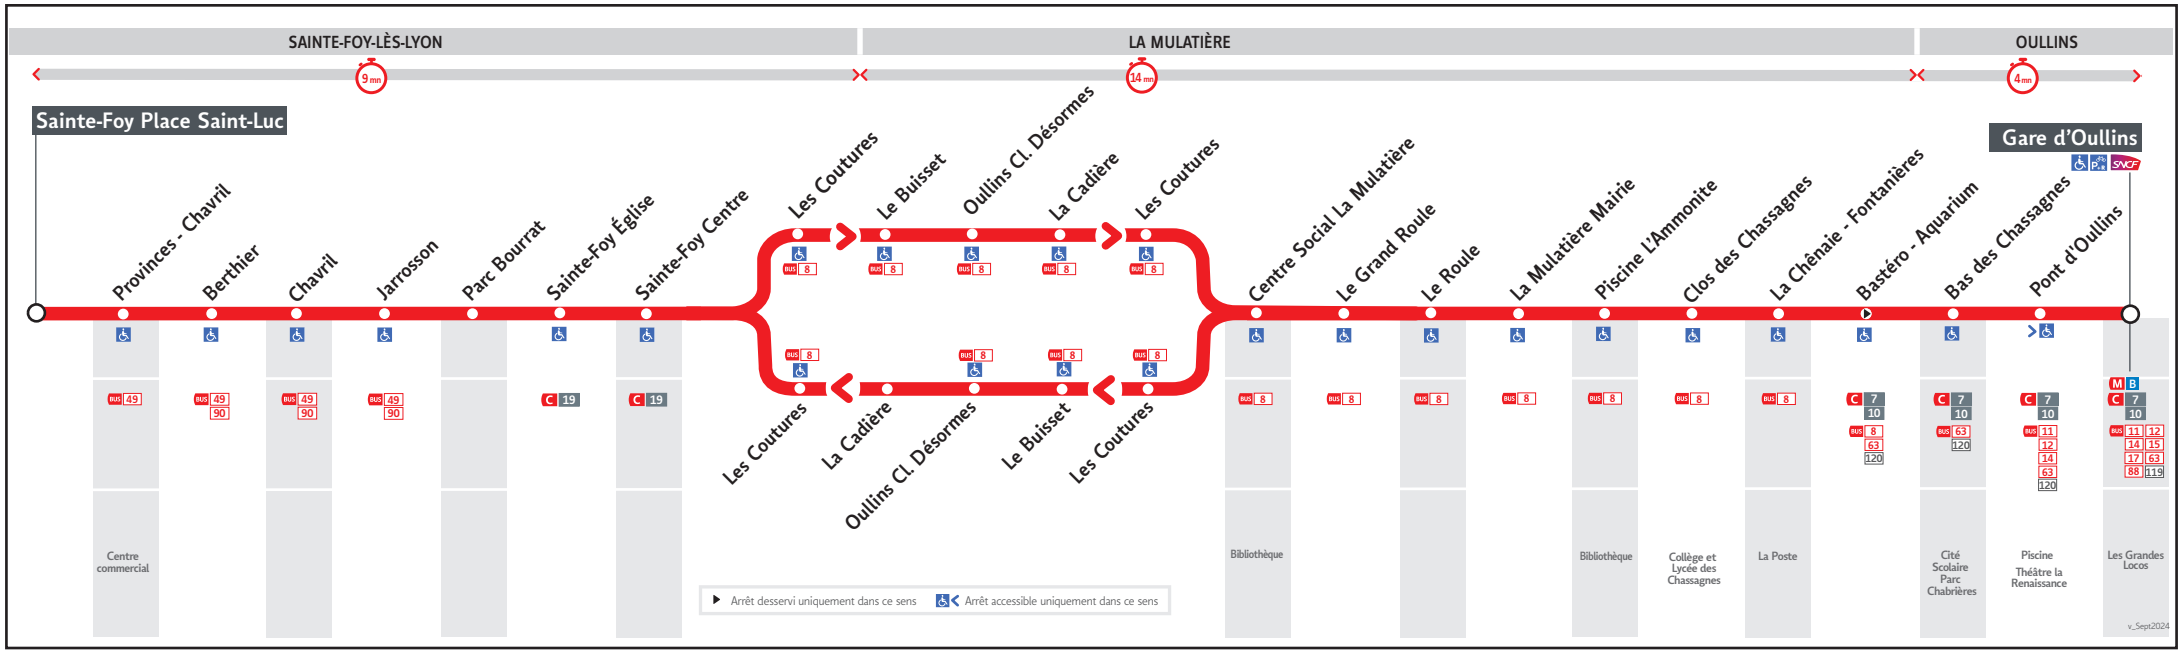 SAINTE-FOY-LÈS-LYON
LA MULATIÈRE
OULLINS
9 mn
14 mn
4 mn
Sainte-Foy Place Saint-Luc
Gare d'Oullins
P+R
SNCF
Provinces - Chavril
Berthier
Chavril
Jarrosson
Parc Bourrat
Sainte-Foy Église
Sainte-Foy Centre
Les Coutures
Le Buisset
Oullins Cl. Désormes
La Cadière
Les Coutures
Centre Social La Mulatière
Le Grand Roule
Le Roule
La Mulatière Mairie
Piscine L'Ammonite
Clos des Chassagnes
La Chênaie - Fontanières
Bastéro - Aquarium
Bas des Chassagnes
Pont d'Oullins
BUS 8
BUS 8
BUS 8
BUS 8
BUS 8
BUS 8
BUS 8
BUS 8
BUS 8
Les Coutures
La Cadière
Oullins Cl. Désormes
Le Buisset
Les Coutures
BUS 49
BUS 49
90
BUS 49
90
BUS 49
90
C 19
C 19
BUS 8
BUS 8
BUS 8
BUS 8
BUS 8
BUS 8
BUS 8
C 7
10
BUS 8
63
120
C 7
10
BUS 63
120
C 7
10
BUS 11
12
14
63
120
M B
C 7
10
BUS 11 12
14 15
17 63
88 119
Centre
commercial
Bibliothèque
Bibliothèque
Collège et
Lycée des
Chassagnes
La Poste
Cité
Scolaire
Parc
Chabrières
Piscine
Théâtre la
Renaissance
Les Grandes
Locos
Arrêt desservi uniquement dans ce sens
Arrêt accessible uniquement dans ce sens
v_Sept2024